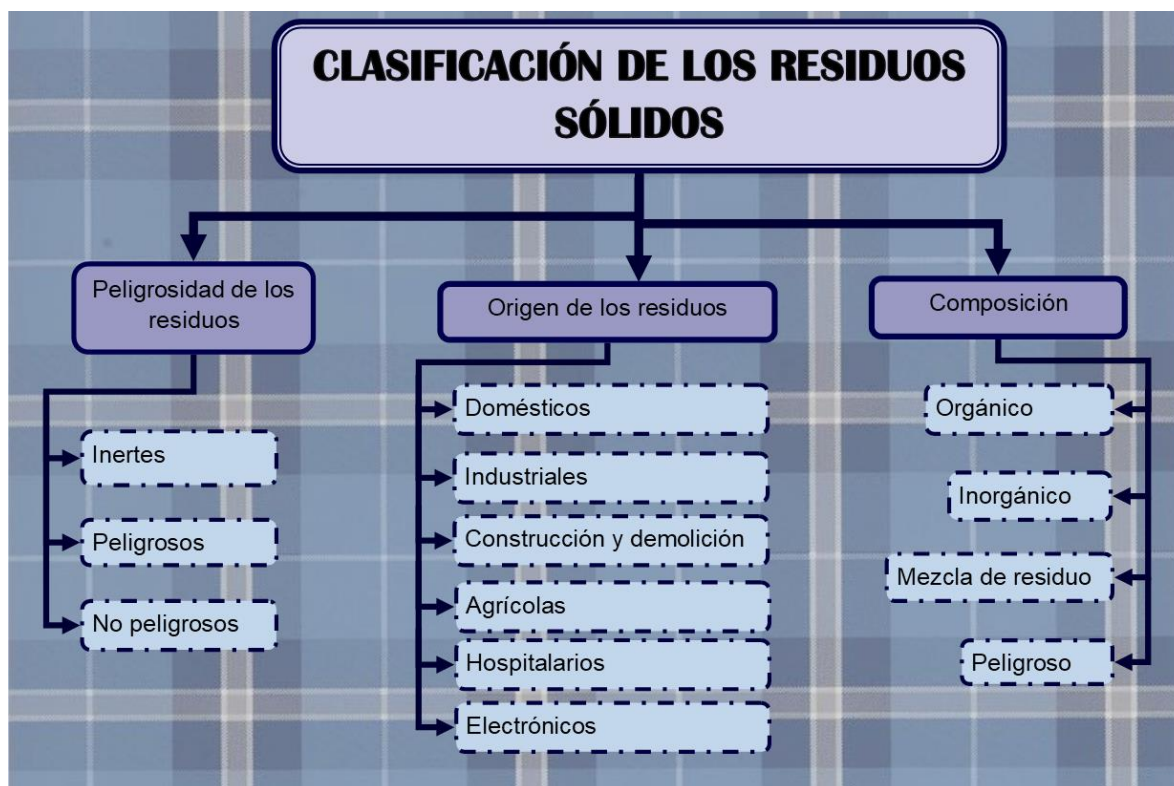 CLASIFICACIÓN DE LOS RESIDUOS
SÓLIDOS
Peligrosidad de los
residuos
Inertes
Peligrosos
No peligrosos
Origen de los residuos
Domésticos
Industriales
Construcción y demolición
Agrícolas
Hospitalarios
Electrónicos
Composición
Orgánico
Inorgánico
Mezcla de residuo
Peligroso